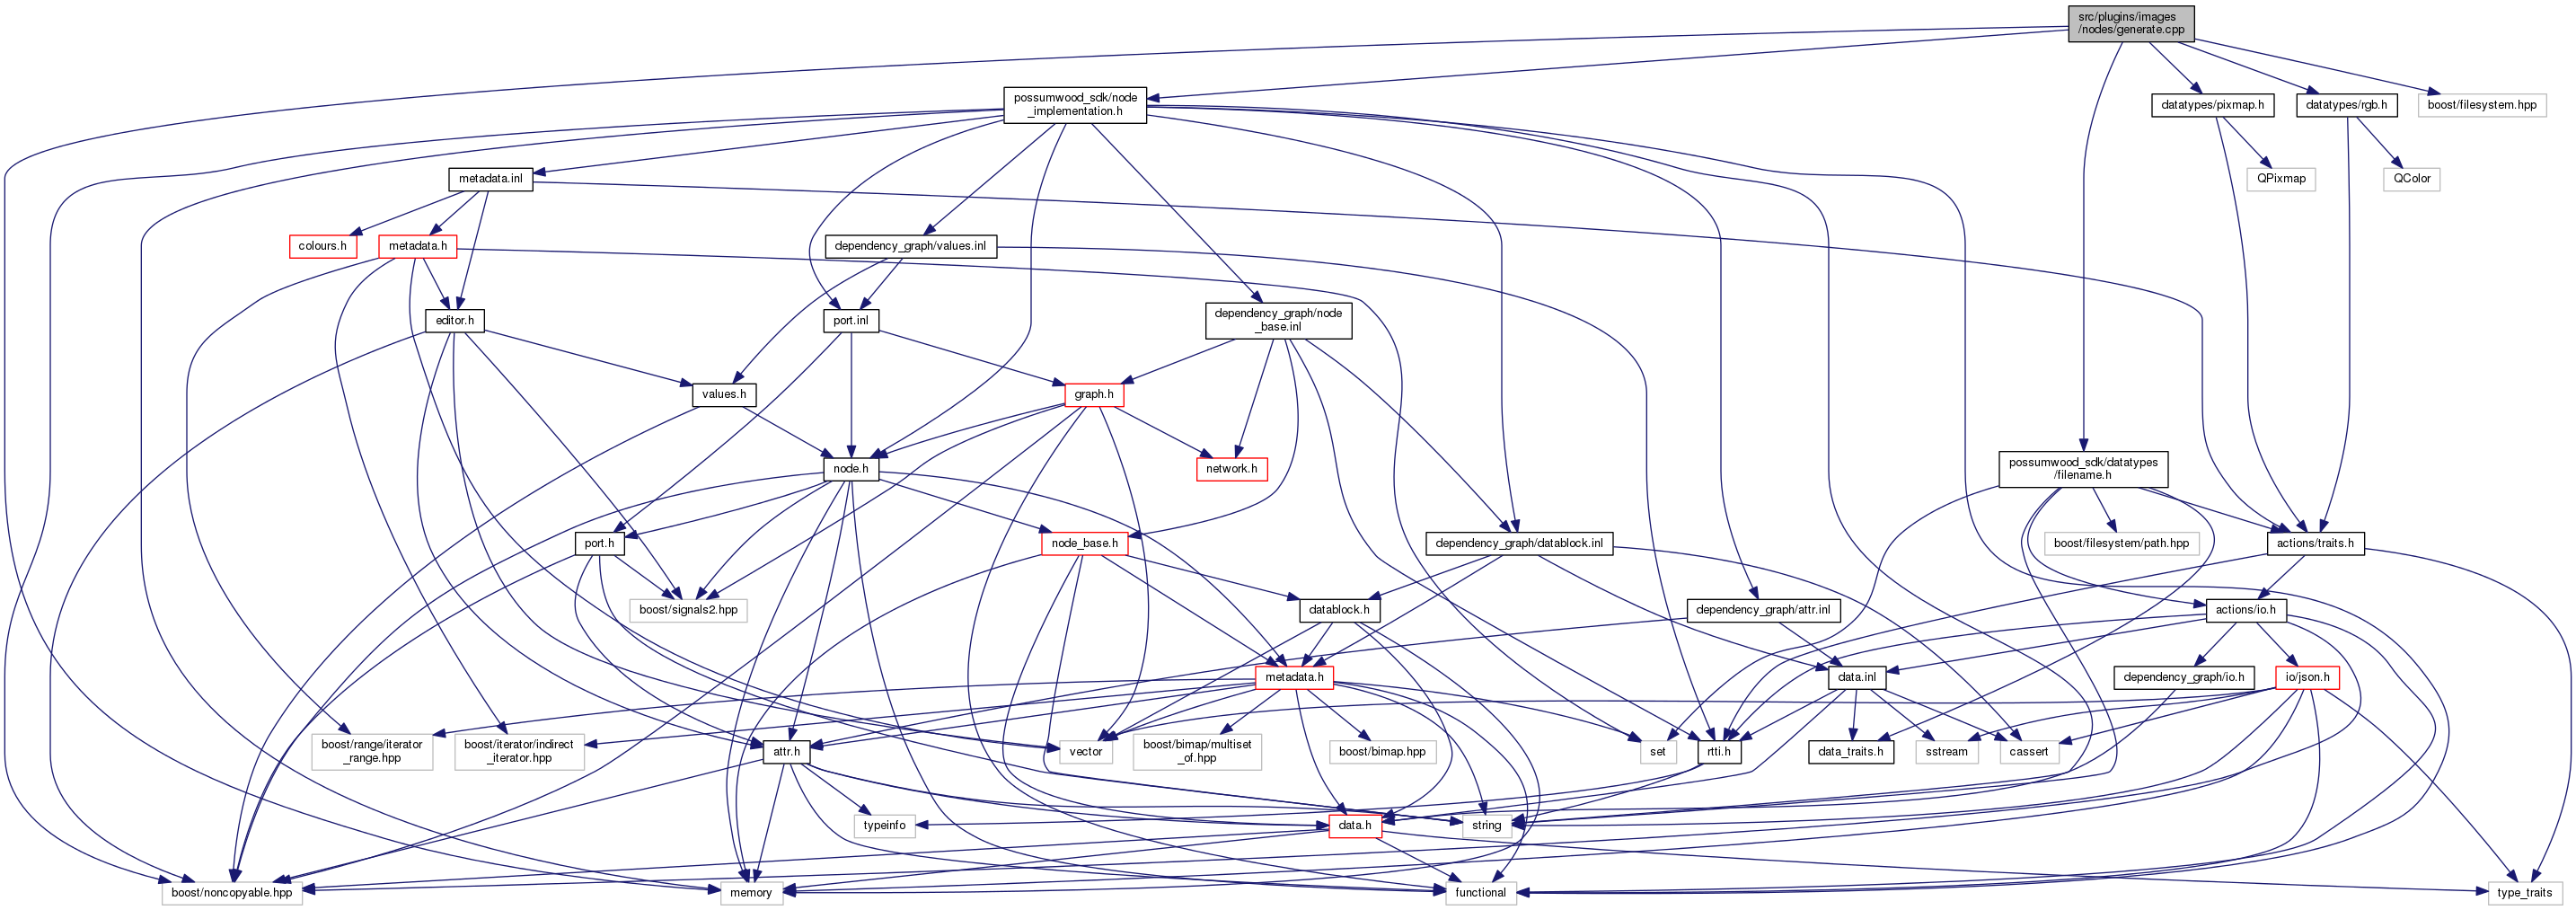 src/plugins/images
/nodes/generate.cpp
possumwood_sdk/node
_implementation.h
datatypes/pixmap.h
datatypes/rgb.h
boost/filesystem.hpp
metadata.inl
QPixmap
QColor
colours.h
metadata.h
dependency_graph/values.inl
editor.h
port.inl
dependency_graph/node
_base.inl
values.h
graph.h
node.h
network.h
possumwood_sdk/datatypes
/filename.h
port.h
node_base.h
dependency_graph/datablock.inl
boost/filesystem/path.hpp
actions/traits.h
boost/signals2.hpp
datablock.h
dependency_graph/attr.inl
actions/io.h
metadata.h
data.inl
dependency_graph/io.h
io/json.h
boost/range/iterator
_range.hpp
boost/iterator/indirect
_iterator.hpp
attr.h
vector
boost/bimap/multiset
_of.hpp
boost/bimap.hpp
set
rtti.h
data_traits.h
sstream
cassert
typeinfo
data.h
string
boost/noncopyable.hpp
memory
functional
type_traits